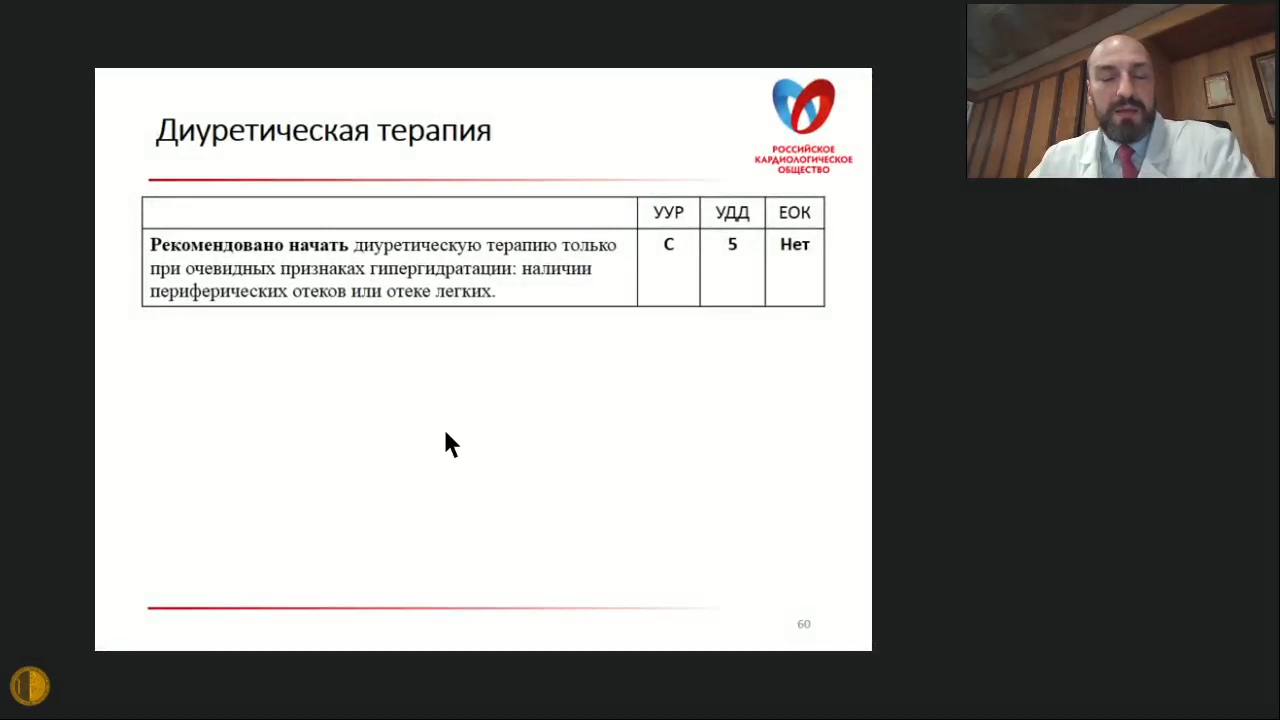 Диуретическая терапия
РОССИЙСКОЕ
КАРДИОЛОГИЧЕСКОЕ
ОБЩЕСТВО
УУР УДД ЕОК
Рекомендовано начать диуретическую терапию только
при очевидных признаках гипергидратации: наличии
периферических отеков или отеке легких.
С 5 Нет
60